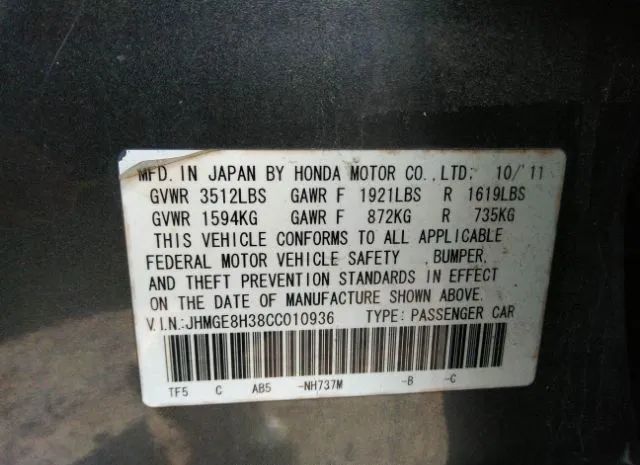 MFD. IN JAPAN BY HONDA MOTOR CO.,LTD. 10/'11
GVWR 3512LBS GAWR F 1921LBS R 1619LBS
GVWR 1594KG GAWR F 872KG R 735KG
THIS VEHICLE CONFORMS TO ALL APPLICABLE
FEDERAL MOTOR VEHICLE SAFETY ,BUMPER,
AND THEFT PREVENTION STANDARDS IN EFFECT
ON THE DATE OF MANUFACTURE SHOWN ABOVE.
V.I.N.:JHMGE8H38CC010936 TYPE: PASSENGER CAR
TF5 C AB5 -NH737M -B -C